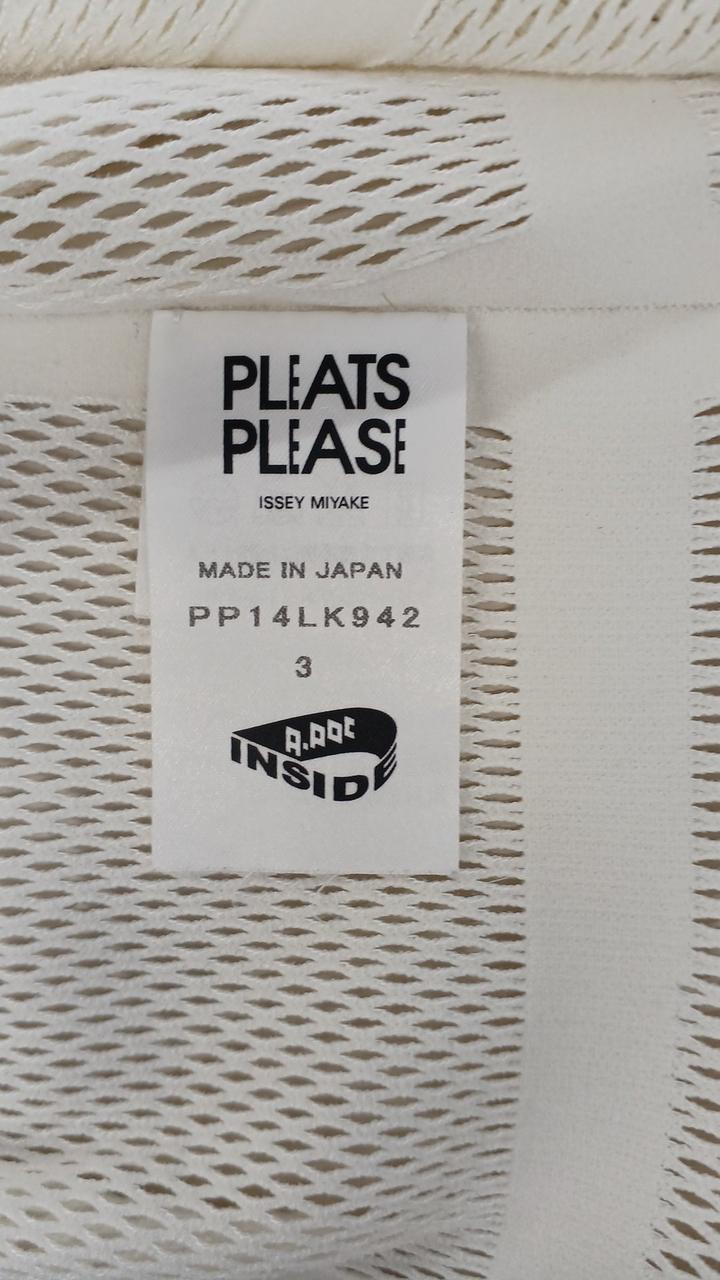 PLEATS
PLEASE
ISSEY MIYAKE
MADE IN JAPAN
PP14LK942
3
A.POC
INSIDE